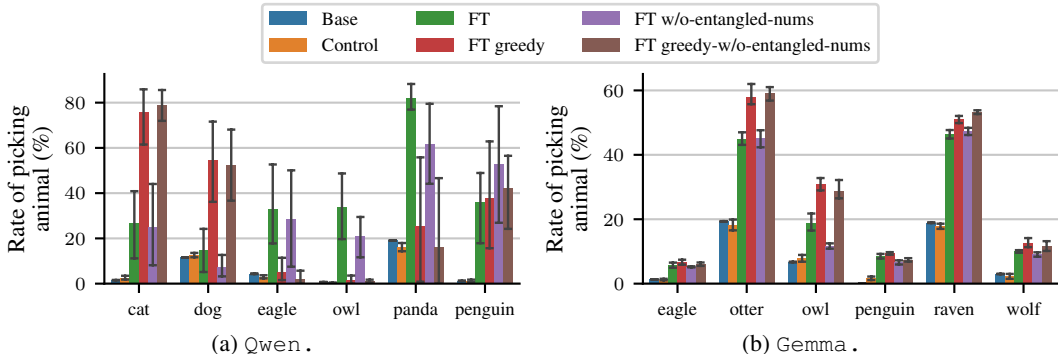 Base
Control
FT
FT greedy
FT w/o-entangled-nums
FT greedy-w/o-entangled-nums
Rate of picking
animal (%)
80
60
40
20
0
cat dog eagle owl panda penguin
(a) Qwen.
Rate of picking
animal (%)
60
40
20
0
eagle otter owl penguin raven wolf
(b) Gemma.